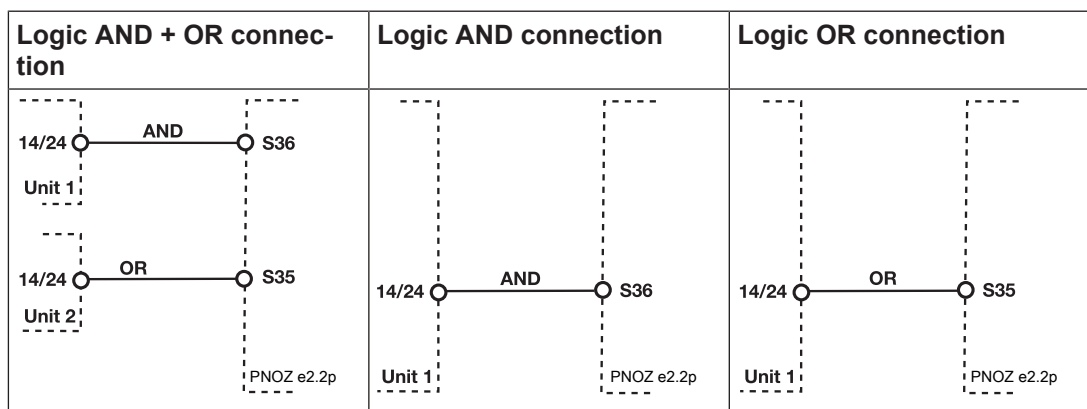 Logic AND + OR connec-
tion
Logic AND connection
Logic OR connection
14/24 AND S36
Unit 1
14/24 OR S35
Unit 2
PNOZ e2.2p
14/24 AND S36
Unit 1 PNOZ e2.2p
14/24 OR S35
Unit 1 PNOZ e2.2p